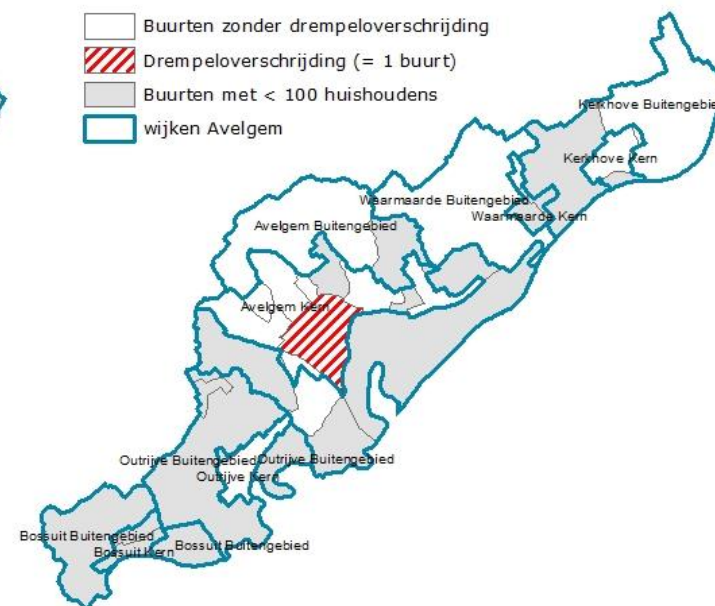 Buurten zonder drempeloverschrijding
Drempeloverschrijding (= 1 buurt)
Buurten met < 100 huishoudens
wijken Avelgem
Kerkhove Buitengebie
Kerkhove Kern
Waarmaarde Buitengebied
Waarmaarde Kern
Avelgem Buitengebied
Avelgem Kern
Outrijve Buitengebied
Outrijve Buitengebied
Outrijve Kern
Bossuit Buitengebied
Bossuit Kern
Bossuit Buitengebied